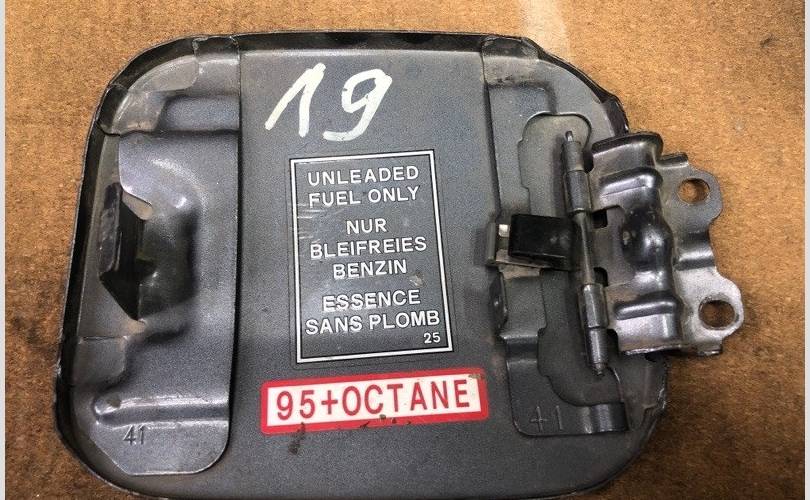 19
UNLEADED
FUEL ONLY
NUR
BLEIFREIES
BENZIN
ESSENCE
SANS PLOMB
25
95+OCTANE
41
41